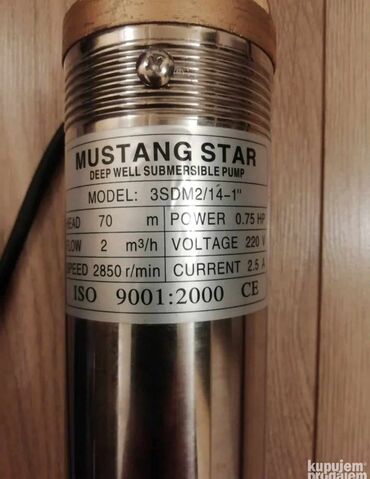 MUSTANG STAR
DEEP WELL SUBMERSIBLE PUMP
MODEL: 3SDM2/14-1"
HEAD 70 m POWER 0.75 HP
FLOW 2 m³/h VOLTAGE 220 V
SPEED 2850 r/min CURRENT 2.5 A
ISO 9001:2000 CE
kupujem
prodajem